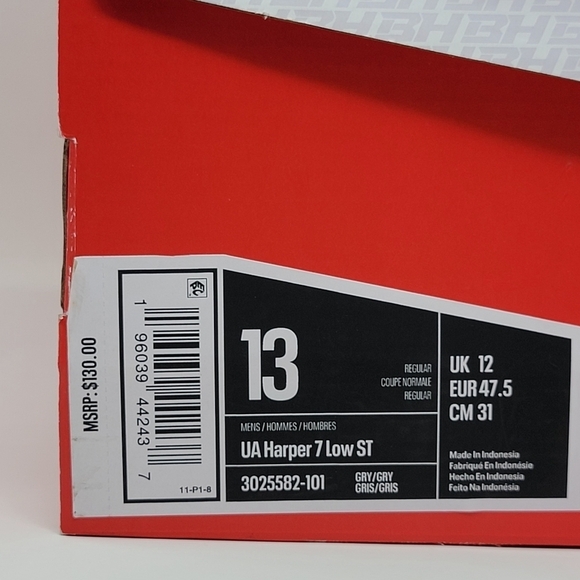 BH BH BH
MSRP: $130.00
1 96039 44243 7
11-P1-8
13
REGULAR
COUPE NORMALE
REGULAR
MENS / HOMMES / HOMBRES
UA Harper 7 Low ST
3025582-101
GRY/GRY
GRIS/GRIS
UK 12
EUR 47.5
CM 31
Made In Indonesia
Fabriqué En Indonésie
Hecho En Indonesia
Feito Na Indonésia